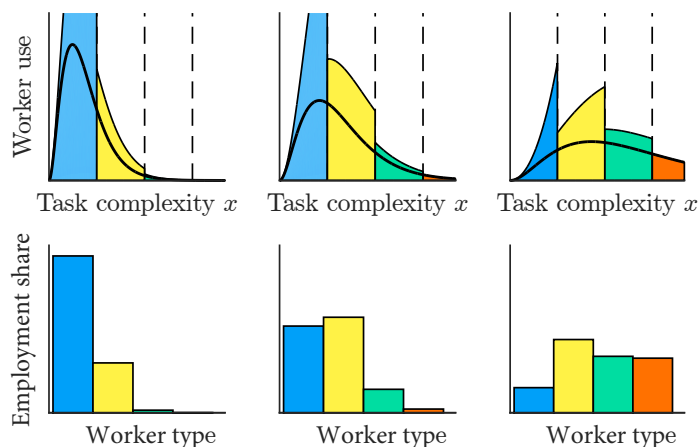 Worker use
Task complexity x
Task complexity x
Task complexity x
Employment share
Worker type
Worker type
Worker type